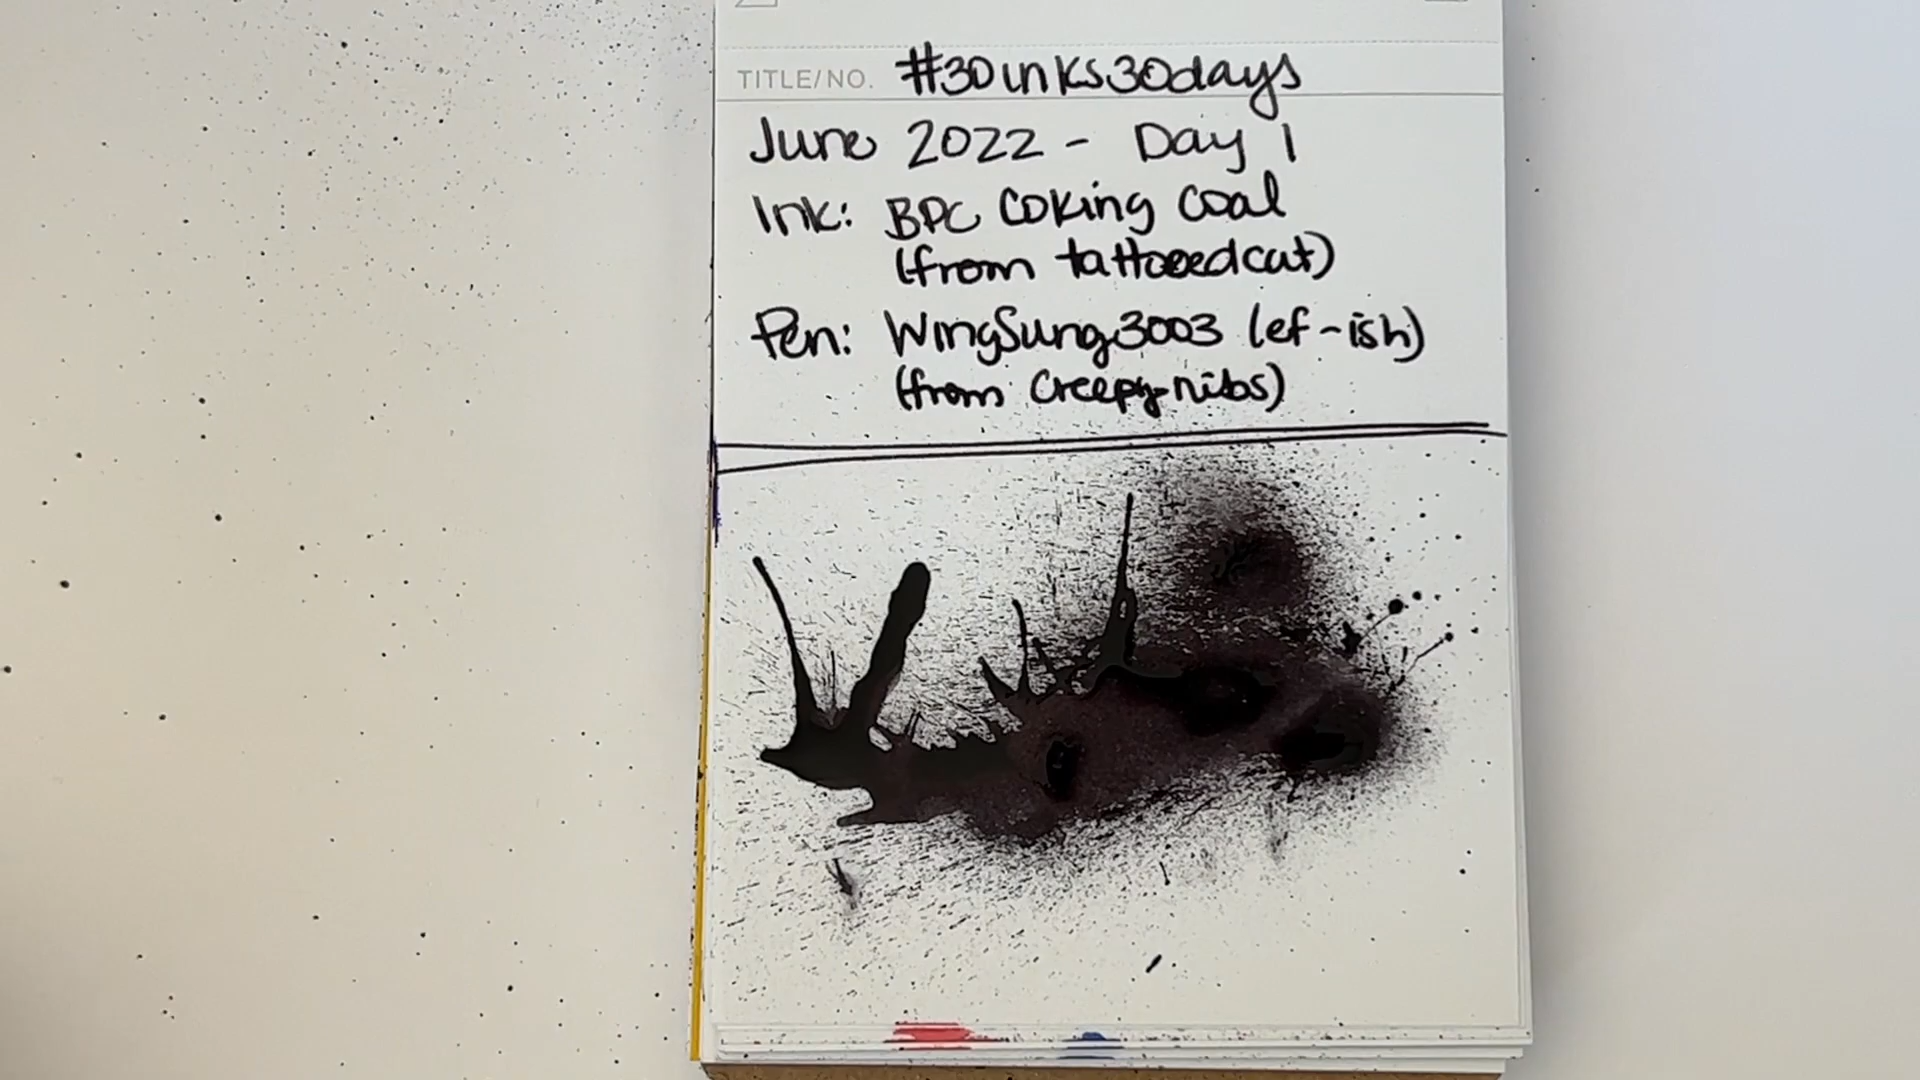 TITLE/NO. #30inks30days
June 2022 - Day 1
Ink: BPC Coking Coal
(from tattooedcat)
Pen: WingSung3003 (ef-ish)
(from Creepy-nibs)